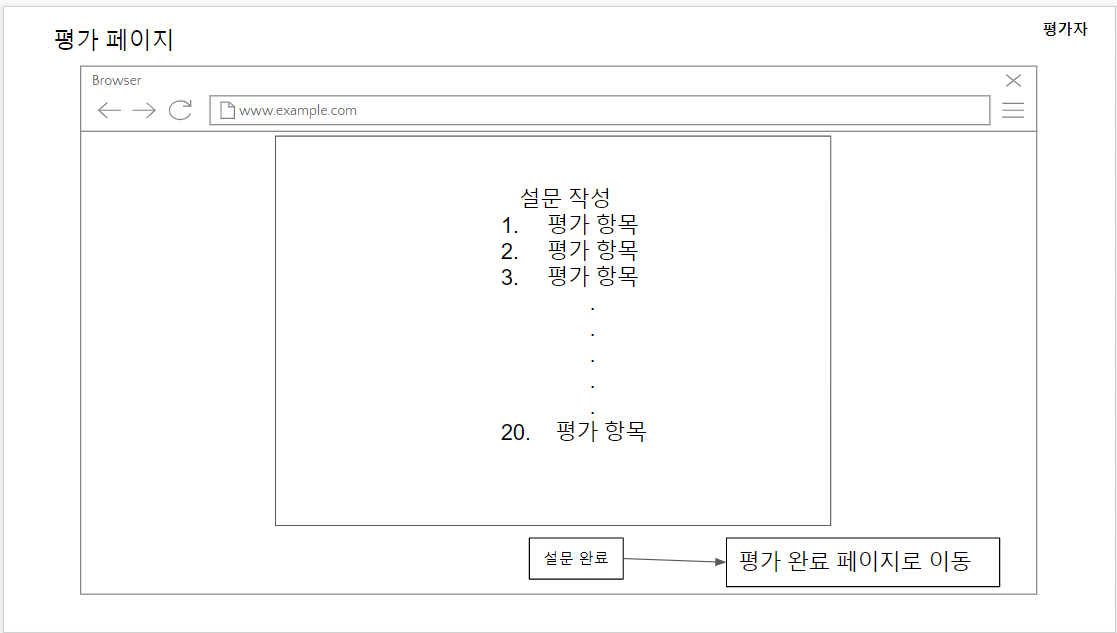 평가 페이지
평가자
Browser
www.example.com
설문 작성
1. 평가 항목
2. 평가 항목
3. 평가 항목
.
.
.
.
.
20. 평가 항목
설문 완료
평가 완료 페이지로 이동